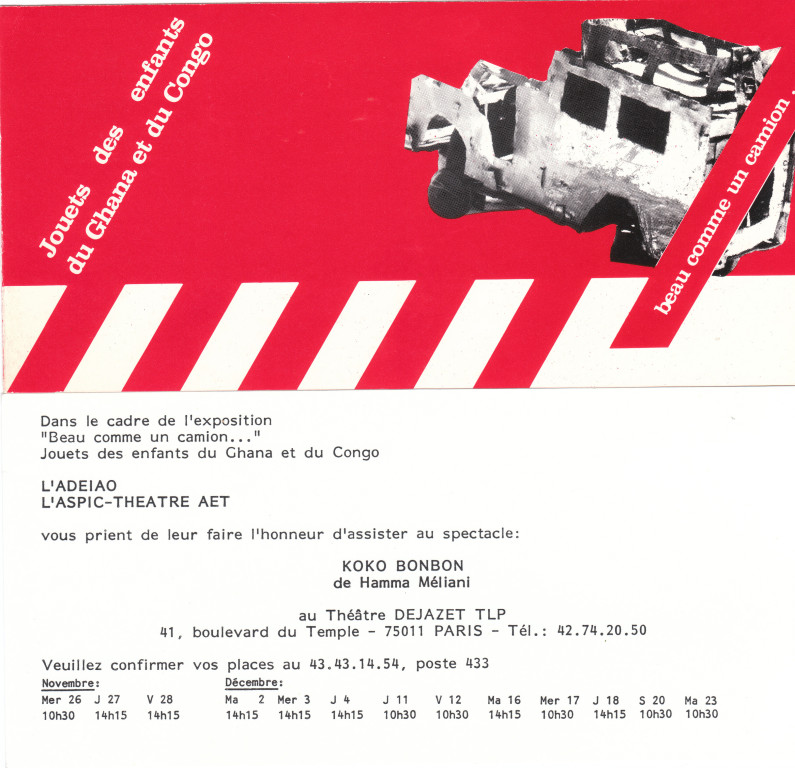 Jouets des enfants
du Ghana et du Congo
beau comme un camion .
Dans le cadre de l'exposition
"Beau comme un camion..."
Jouets des enfants du Ghana et du Congo
L'ADEIAO
L'ASPIC-THEATRE AET
vous prient de leur faire l'honneur d'assister au spectacle:
KOKO BONBON
de Hamma Méliani
au Théâtre DEJAZET TLP
41, boulevard du Temple - 75011 PARIS - Tél.: 42.74.20.50
Veuillez confirmer vos places au 43.43.14.54, poste 433
Novembre: Décembre:
Mer 26 J 27 V 28 Ma 2 Mer 3 J 4 J 11 V 12 Ma 16 Mer 17 J 18 S 20 Ma 23
10h30 14h15 14h15 14h15 14h15 14h15 10h30 10h30 14h15 10h30 14h15 10h30 10h30